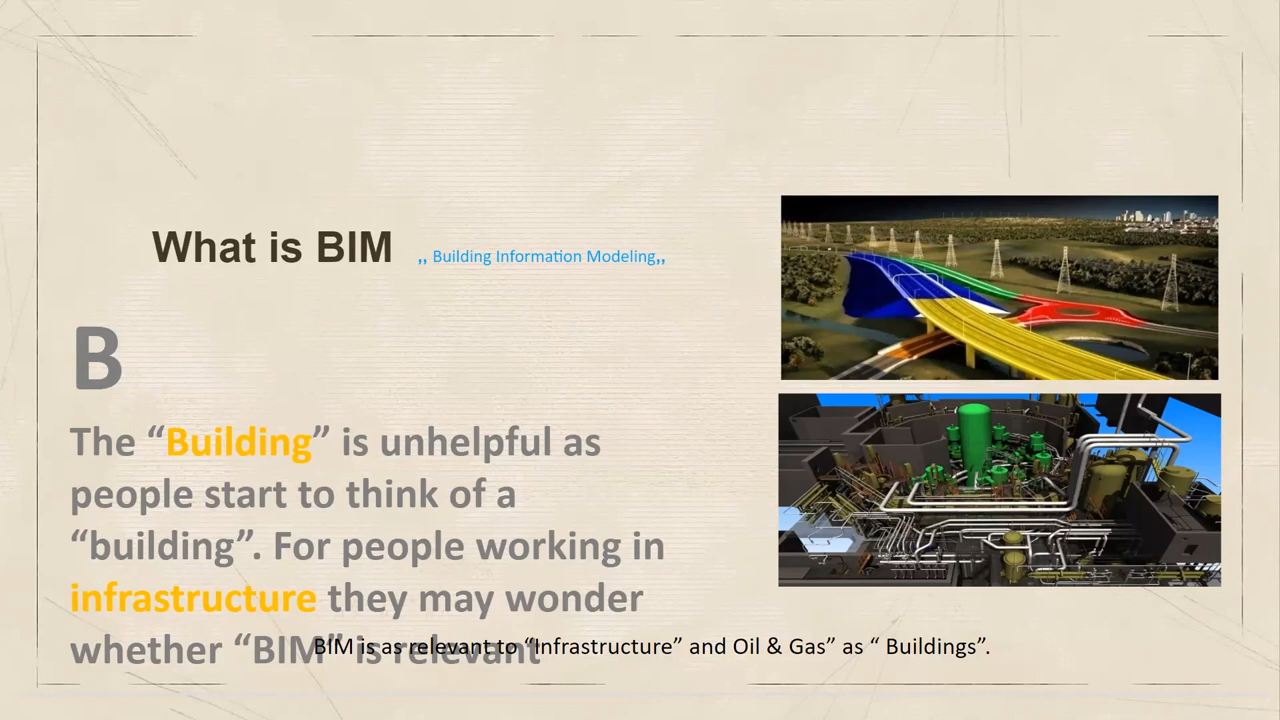 What is BIM ,, Building Information Modeling,,
B
The “Building” is unhelpful as
people start to think of a
“building”. For people working in
infrastructure they may wonder
whether “BIM” is relevant
BIM is as relevant to “Infrastructure” and Oil & Gas” as “ Buildings”.